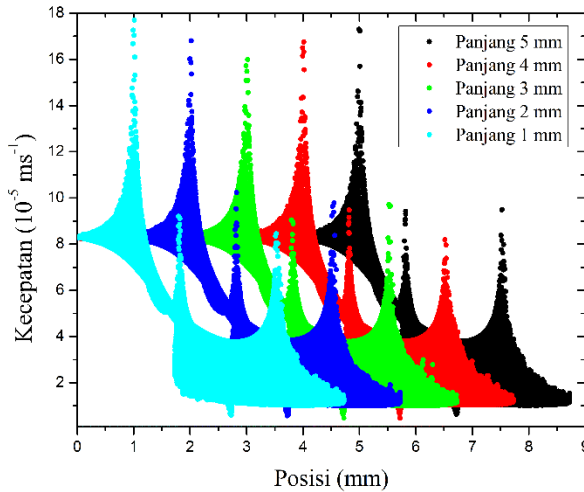 Kecepatan (10⁻⁵ ms⁻¹)
18
16
14
12
10
8
6
4
2
Panjang 5 mm
Panjang 4 mm
Panjang 3 mm
Panjang 2 mm
Panjang 1 mm
0 1 2 3 4 5 6 7 8 9
Posisi (mm)